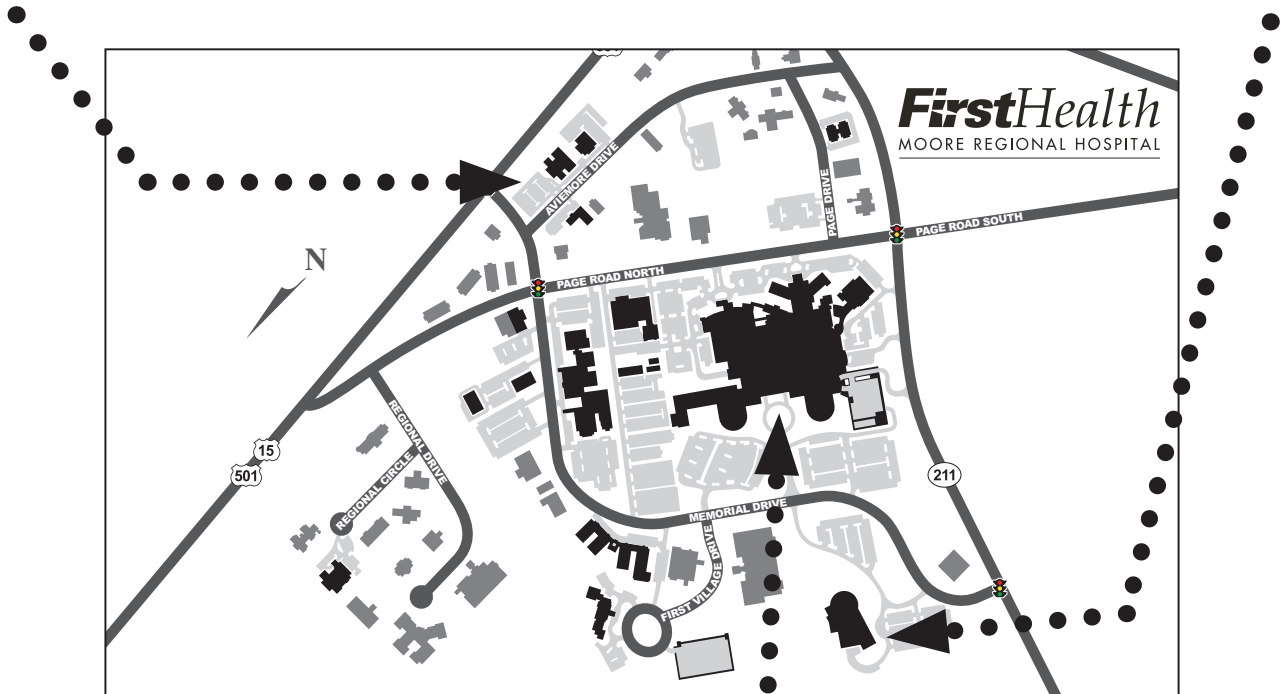 FirstHealth
MOORE REGIONAL HOSPITAL
AVIEMORE DRIVE
PAGE DRIVE
PAGE ROAD SOUTH
N
PAGE ROAD NORTH
REGIONAL DRIVE
15
501
REGIONAL CIRCLE
211
MEMORIAL DRIVE
FIRST VILLAGE DRIVE